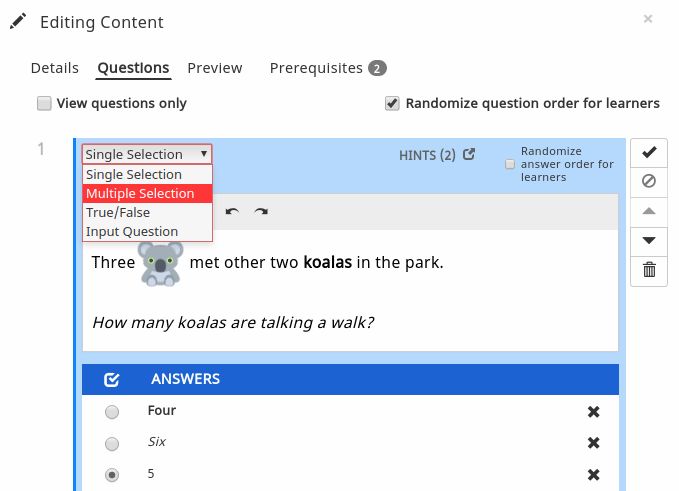 Editing Content ×
Details Questions Preview Prerequisites 2
View questions only Randomize question order for learners
1
Single Selection
HINTS (2)
Randomize
answer order for
learners
Single Selection
Multiple Selection
True/False
Input Question
Three met other two koalas in the park.
How many koalas are talking a walk?
ANSWERS
Four
Six
5